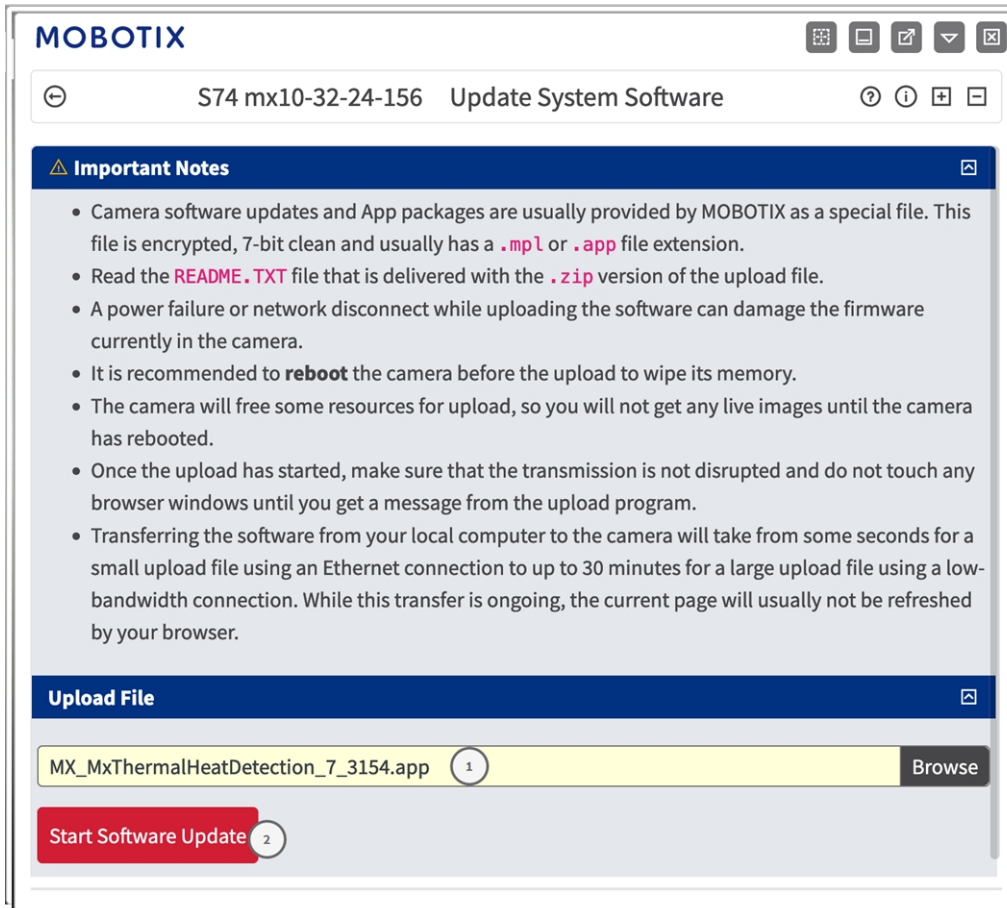 MOBOTIX
S74 mx10-32-24-156 Update System Software
Important Notes
• Camera software updates and App packages are usually provided by MOBOTIX as a special file. This
file is encrypted, 7-bit clean and usually has a .mpl or .app file extension.
• Read the README.TXT file that is delivered with the .zip version of the upload file.
• A power failure or network disconnect while uploading the software can damage the firmware
currently in the camera.
• It is recommended to reboot the camera before the upload to wipe its memory.
• The camera will free some resources for upload, so you will not get any live images until the camera
has rebooted.
• Once the upload has started, make sure that the transmission is not disrupted and do not touch any
browser windows until you get a message from the upload program.
• Transferring the software from your local computer to the camera will take from some seconds for a
small upload file using an Ethernet connection to up to 30 minutes for a large upload file using a low-
bandwidth connection. While this transfer is ongoing, the current page will usually not be refreshed
by your browser.
Upload File
MX_MxThermalHeatDetection_7_3154.app 1 Browse
Start Software Update 2